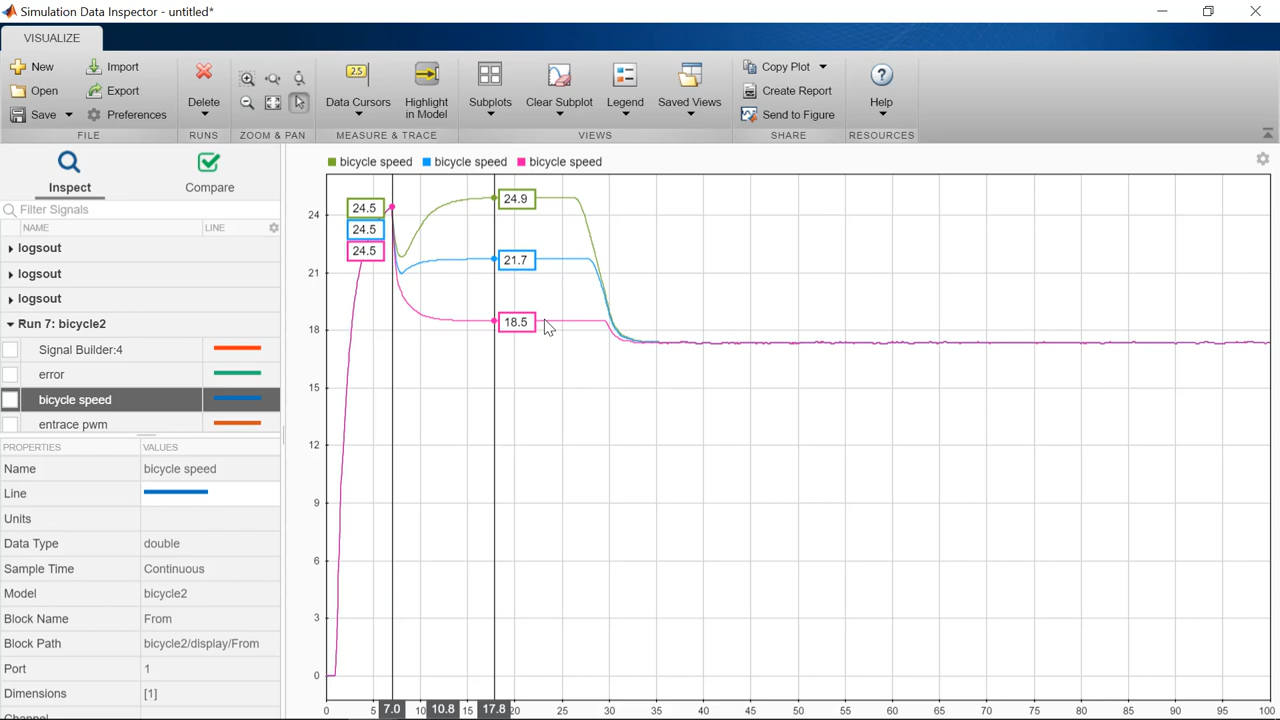 Simulation Data Inspector - untitled*
VISUALIZE
New
Open
Save
Import
Export
Preferences
FILE
Delete
RUNS
ZOOM & PAN
2.5
Data Cursors
Highlight in Model
MEASURE & TRACE
Subplots
Clear Subplot
Legend
Saved Views
VIEWS
Copy Plot
Create Report
Send to Figure
SHARE
Help
RESOURCES
Inspect
Compare
Filter Signals
NAME LINE
logsout
logsout
logsout
Run 7: bicycle2
Signal Builder:4
error
bicycle speed
entrace pwm
PROPERTIES VALUES
Name bicycle speed
Line
Units
Data Type double
Sample Time Continuous
Model bicycle2
Block Name From
Block Path bicycle2/display/From
Port 1
Dimensions [1]
Channel
bicycle speed bicycle speed bicycle speed
24
21
18
15
12
9
6
3
0
24.5
24.5
24.5
24.9
21.7
18.5
0 5 7.0 10 10.8 15 17.8 20 25 30 35 40 45 50 55 60 65 70 75 80 85 90 95 100